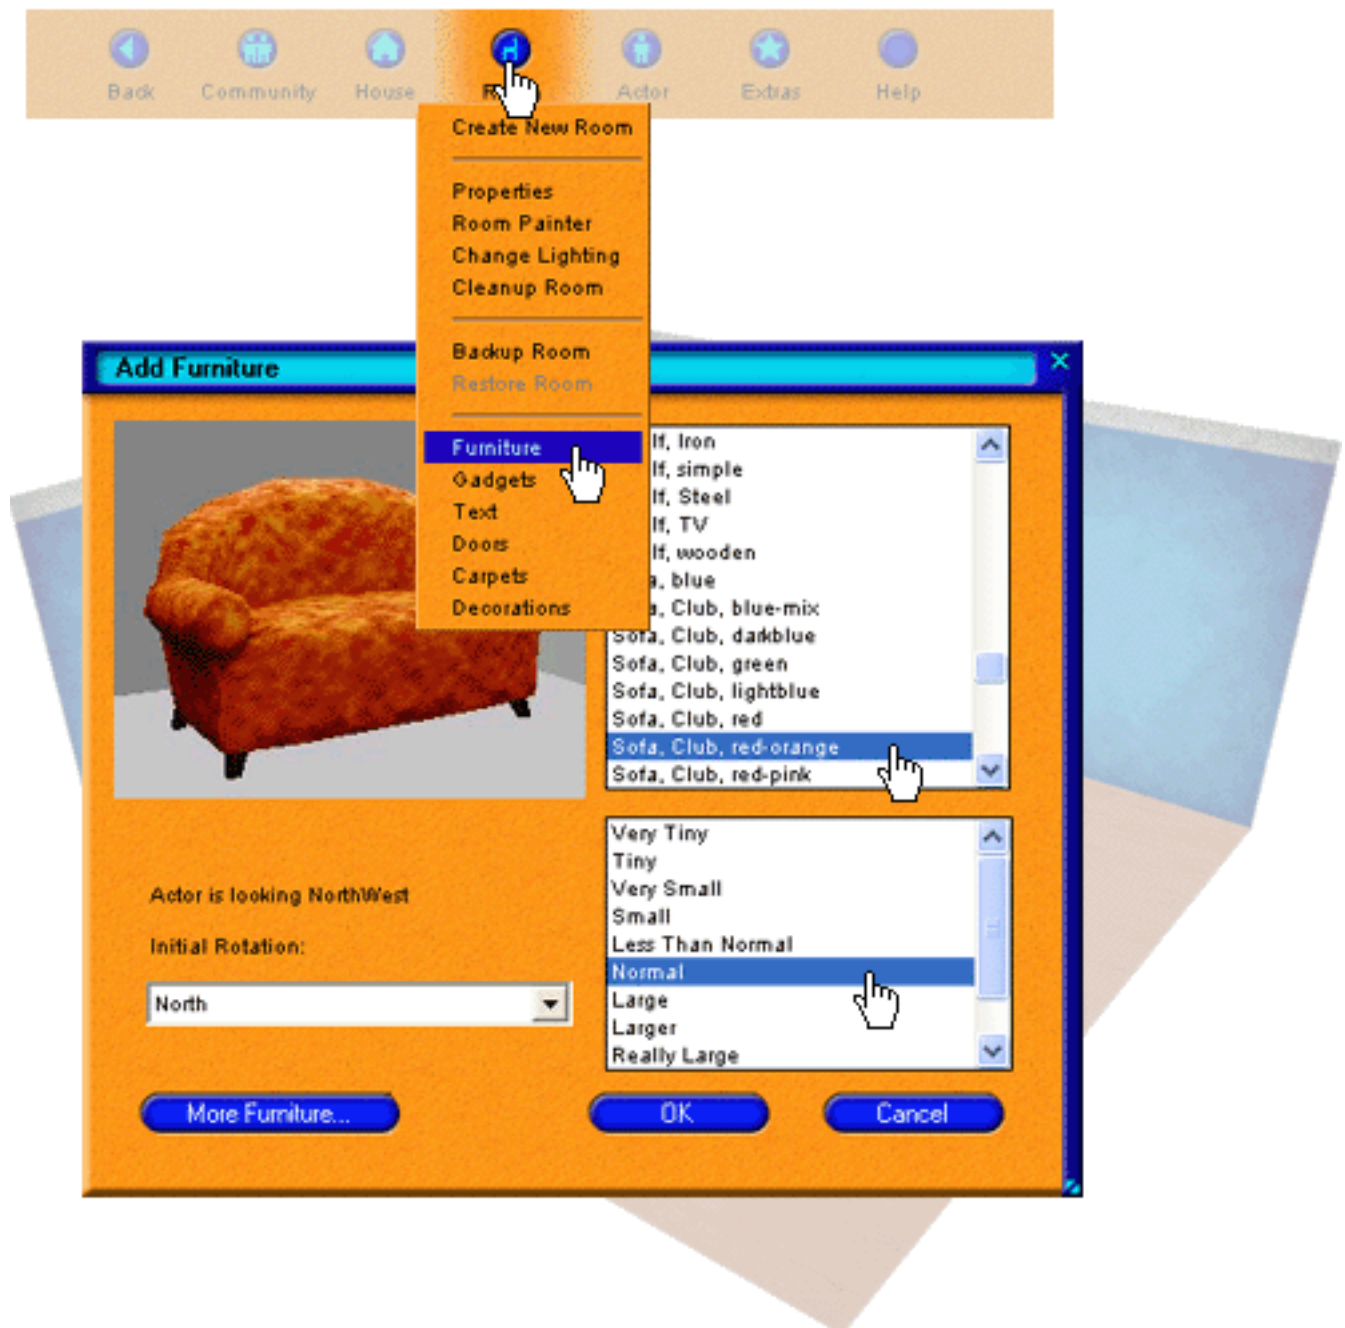 Back Community House Actor Extras Help
Create New Room
Properties
Room Painter
Change Lighting
Cleanup Room
Backup Room
Restore Room
Furniture
Gadgets
Text
Doors
Carpets
Decorations
Add Furniture
lf, Iron
lf, simple
lf, Steel
lf, TV
lf, wooden
a, blue
a, Club, blue-mix
Sofa, Club, darkblue
Sofa, Club, green
Sofa, Club, lightblue
Sofa, Club, red
Sofa, Club, red-orange
Sofa, Club, red-pink
Very Tiny
Tiny
Very Small
Small
Less Than Normal
Normal
Large
Larger
Really Large
Actor is looking NorthWest
Initial Rotation:
North
More Furniture...
OK
Cancel